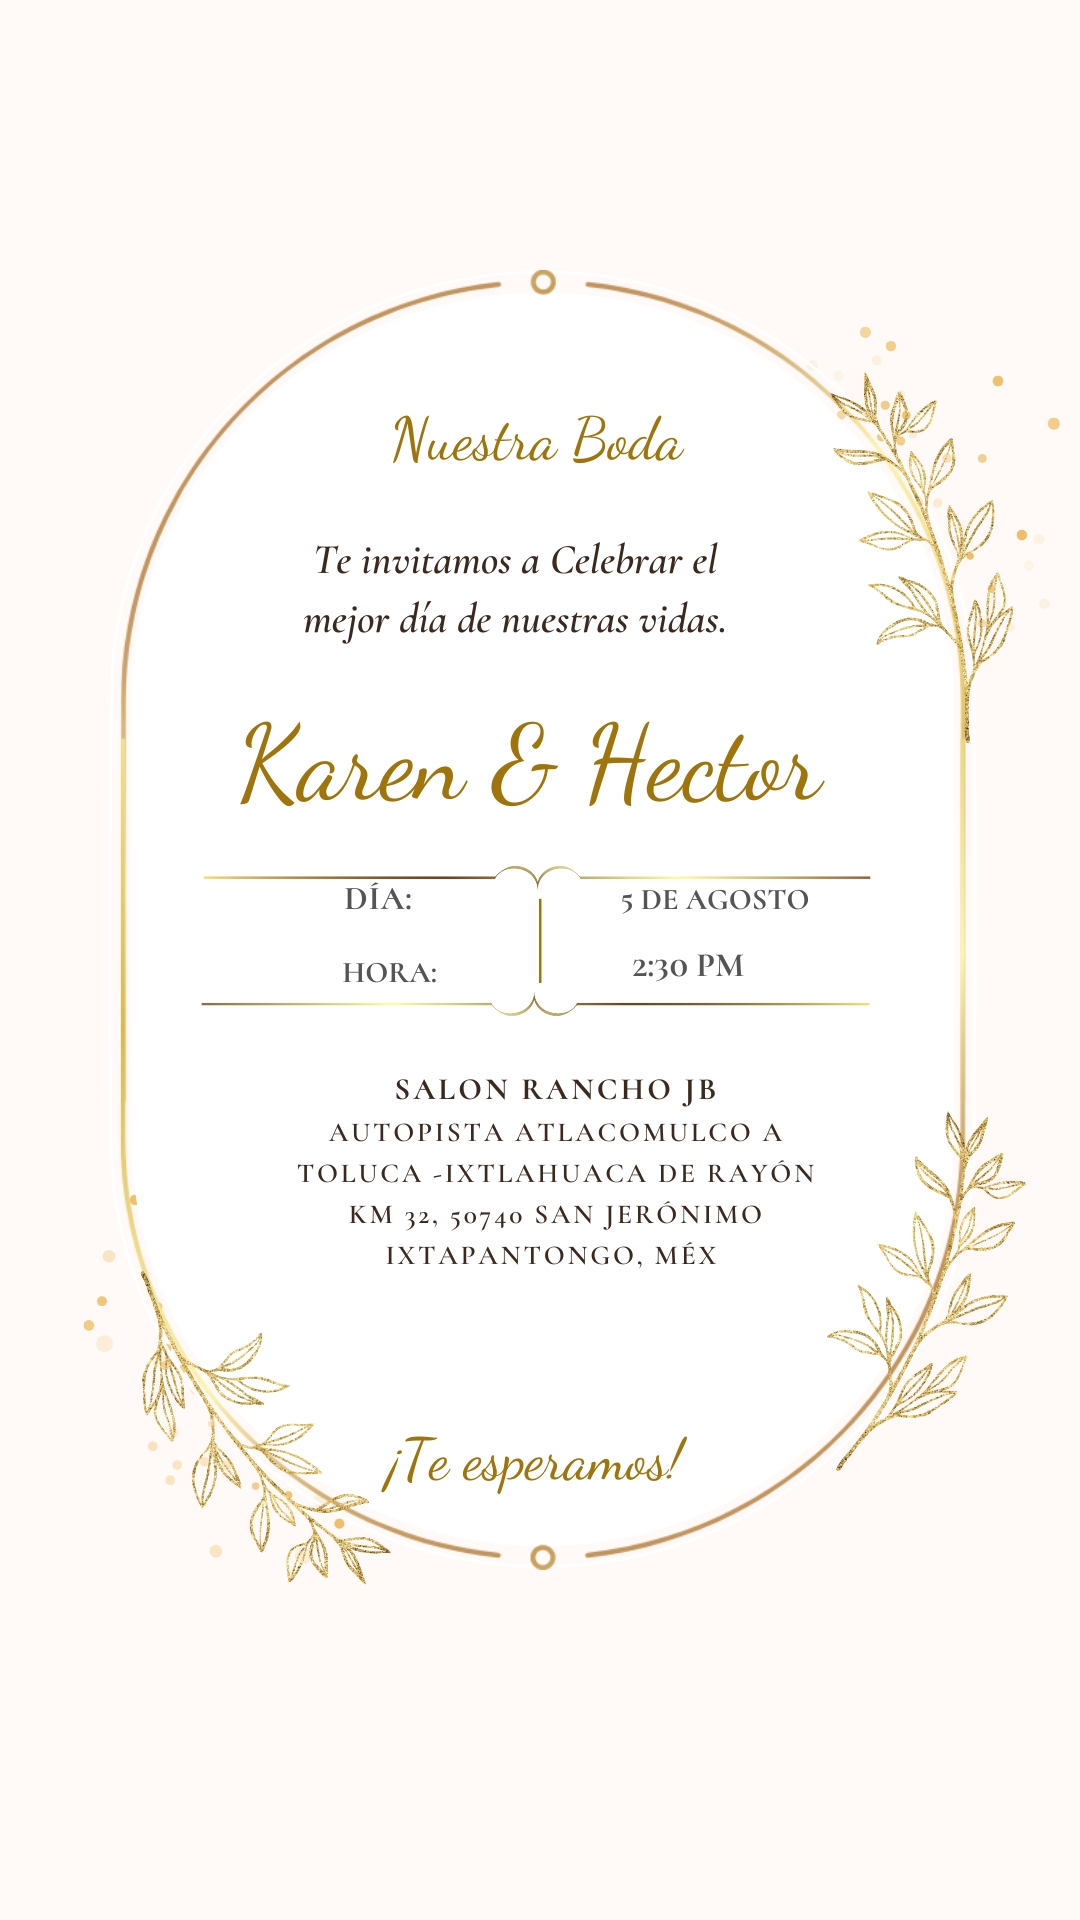 Nuestra Boda
Te invitamos a Celebrar el
mejor día de nuestras vidas.
Karen & Hector
DÍA: 5 DE AGOSTO
HORA: 2:30 PM
SALON RANCHO JB
AUTOPISTA ATLACOMULCO A
TOLUCA -IXTLAHUACA DE RAYÓN
KM 32, 50740 SAN JERÓNIMO
IXTAPANTONGO, MÉX
¡Te esperamos!